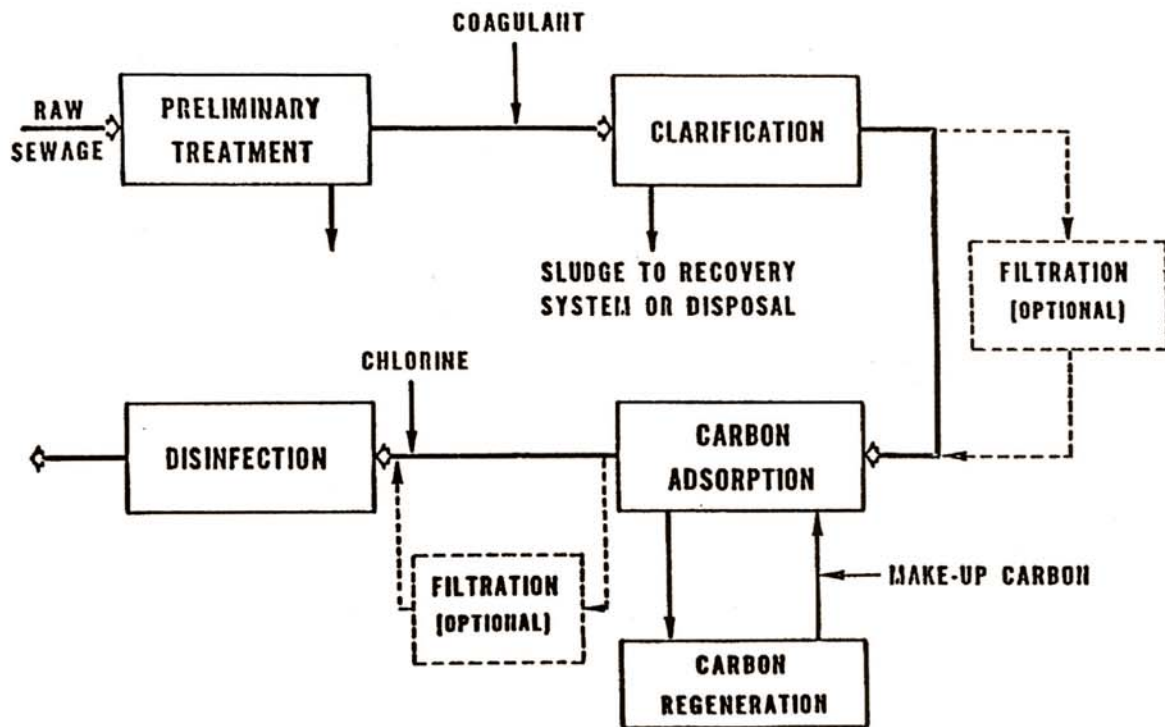 COAGULANT
RAW
SEWAGE
PRELIMINARY
TREATMENT
CLARIFICATION
SLUDGE TO RECOVERY
SYSTEM OR DISPOSAL
FILTRATION
(OPTIONAL)
CHLORINE
DISINFECTION
CARBON
ADSORPTION
FILTRATION
(OPTIONAL)
MAKE-UP CARBON
CARBON
REGENERATION